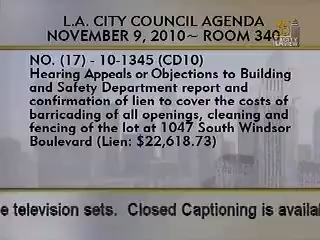 L.A. CITY COUNCIL AGENDA
NOVEMBER 9, 2010~ ROOM 340
NO. (17) - 10-1345 (CD10)
Hearing Appeals or Objections to Building
and Safety Department report and
confirmation of lien to cover the costs of
barricading of all openings, cleaning and
fencing of the lot at 1047 South Windsor
Boulevard (Lien: $22,618.73)
e television sets.  Closed Captioning is availa